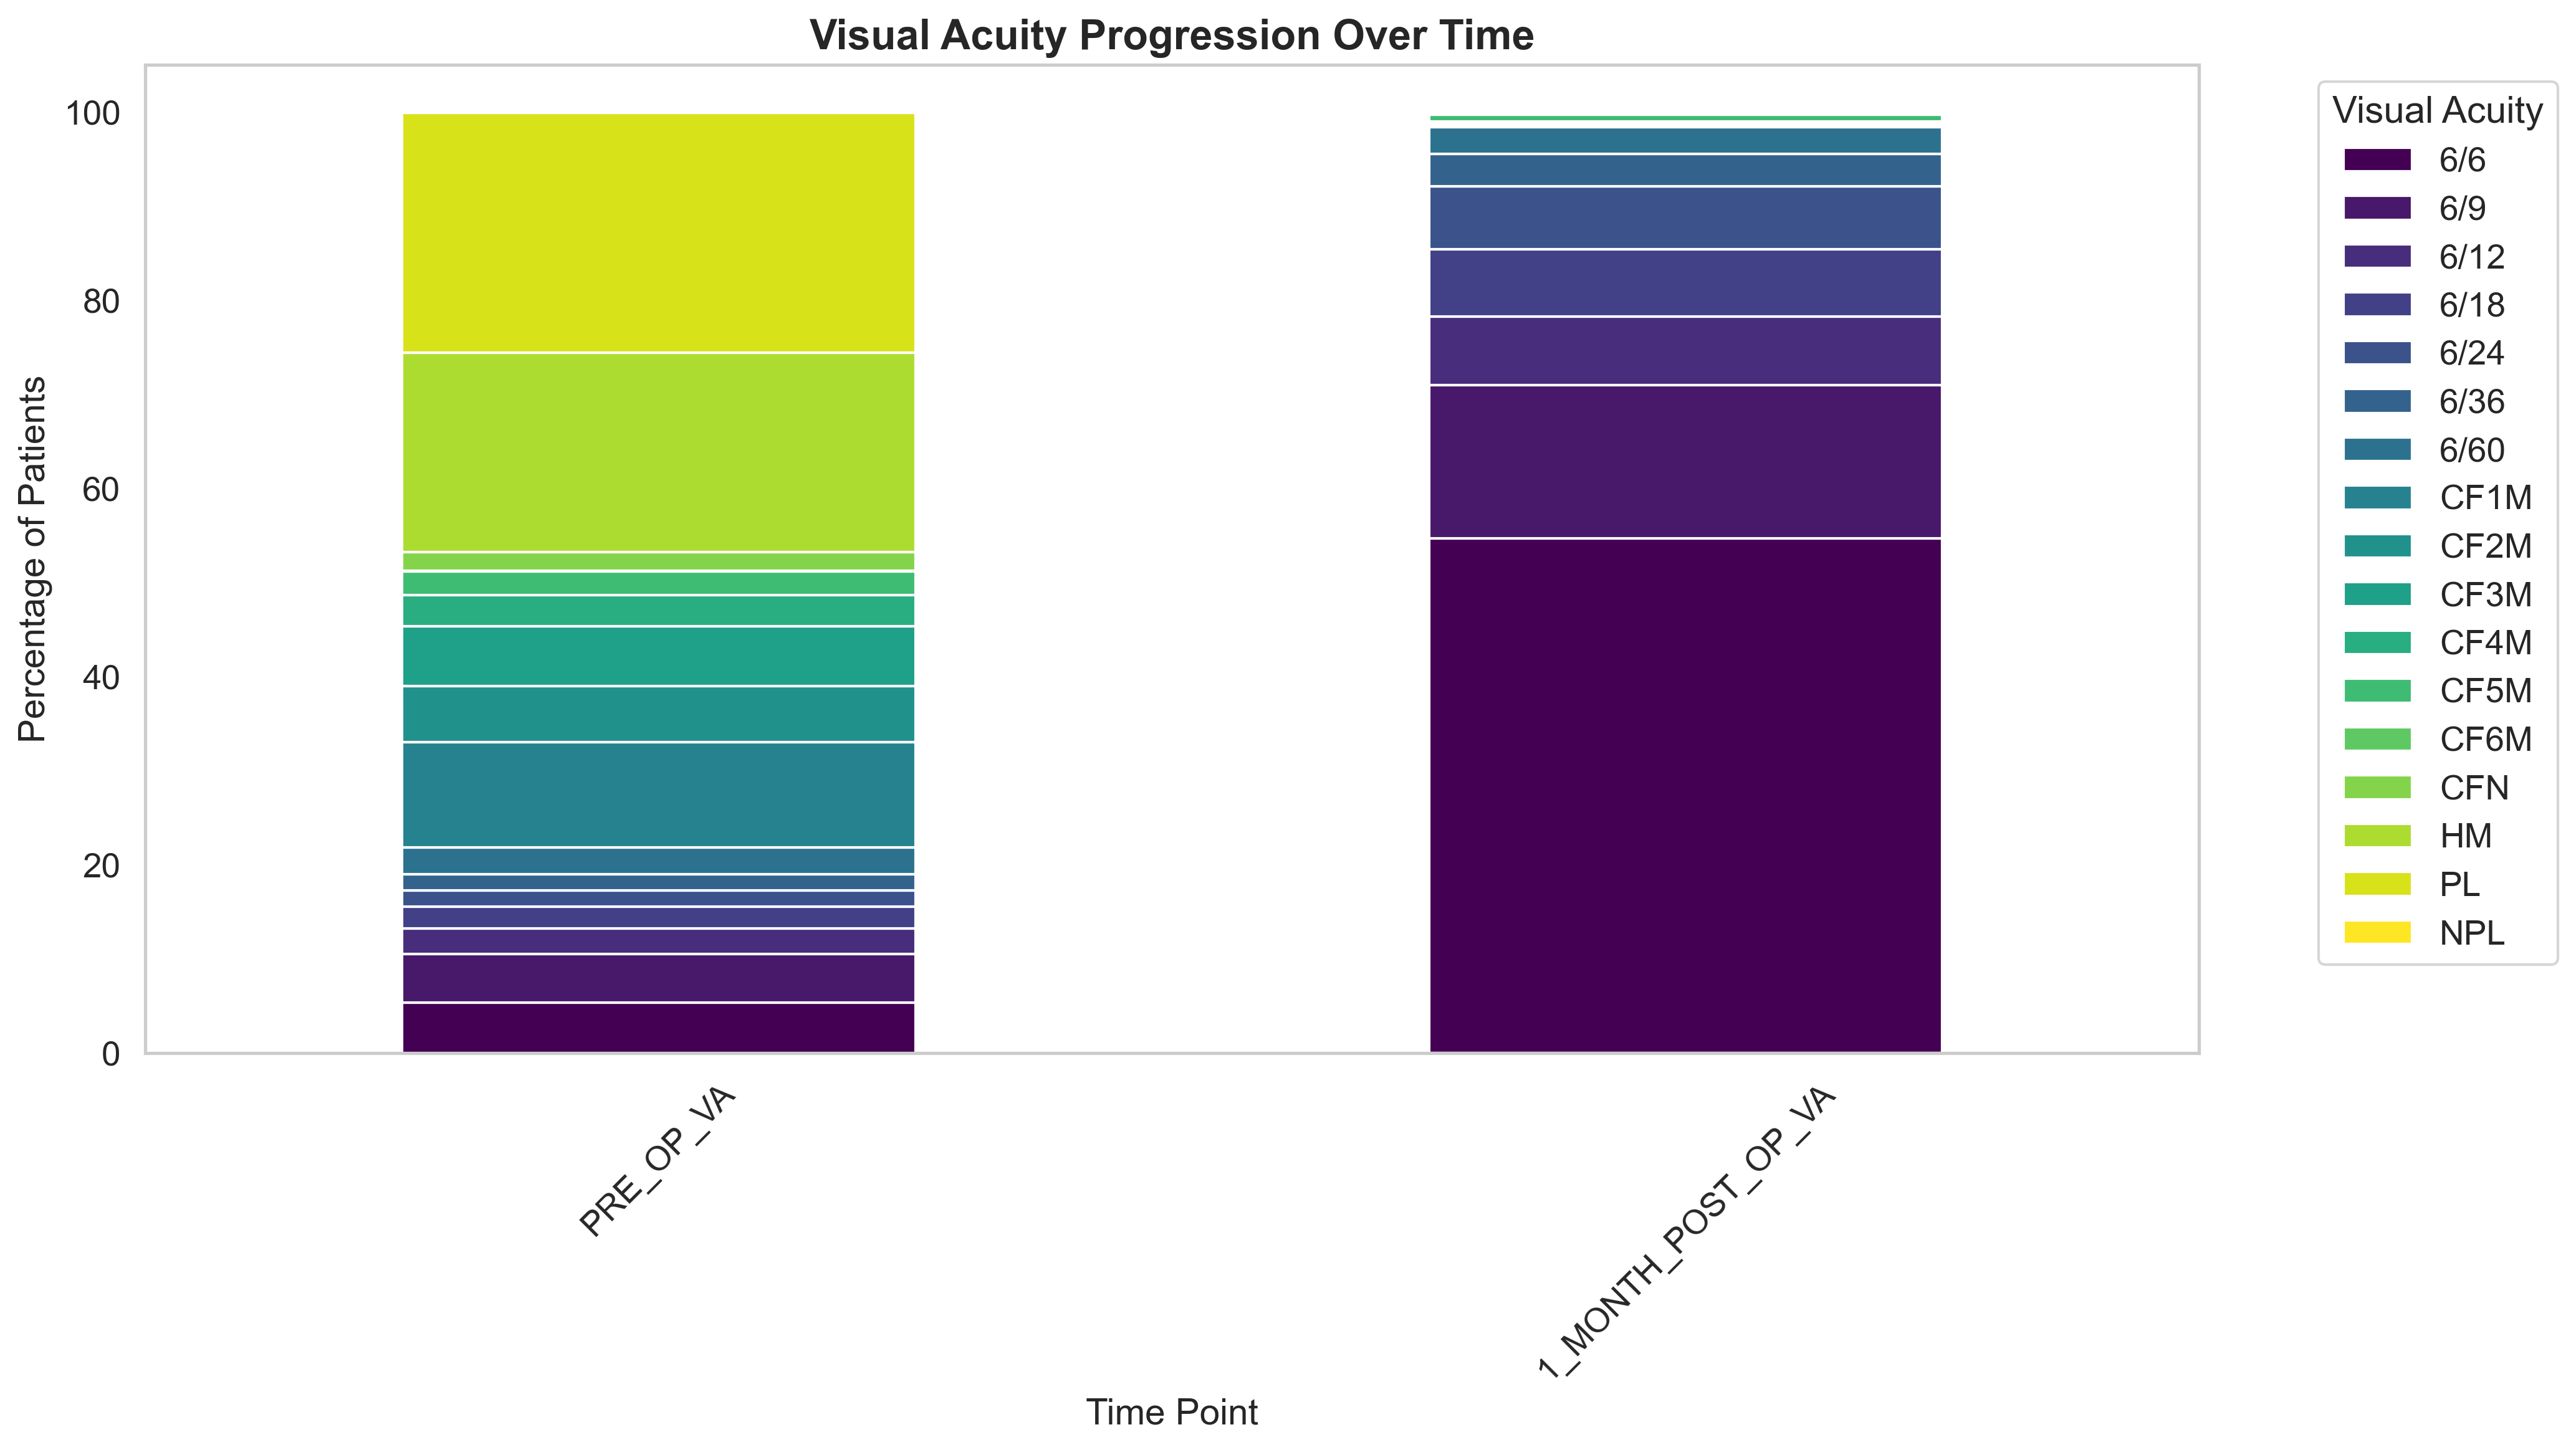 Visual Acuity Progression Over Time
Percentage of Patients
100
80
60
40
20
0
PRE_OP_VA
1_MONTH_POST_OP_VA
Time Point
Visual Acuity
6/6
6/9
6/12
6/18
6/24
6/36
6/60
CF1M
CF2M
CF3M
CF4M
CF5M
CF6M
CFN
HM
PL
NPL